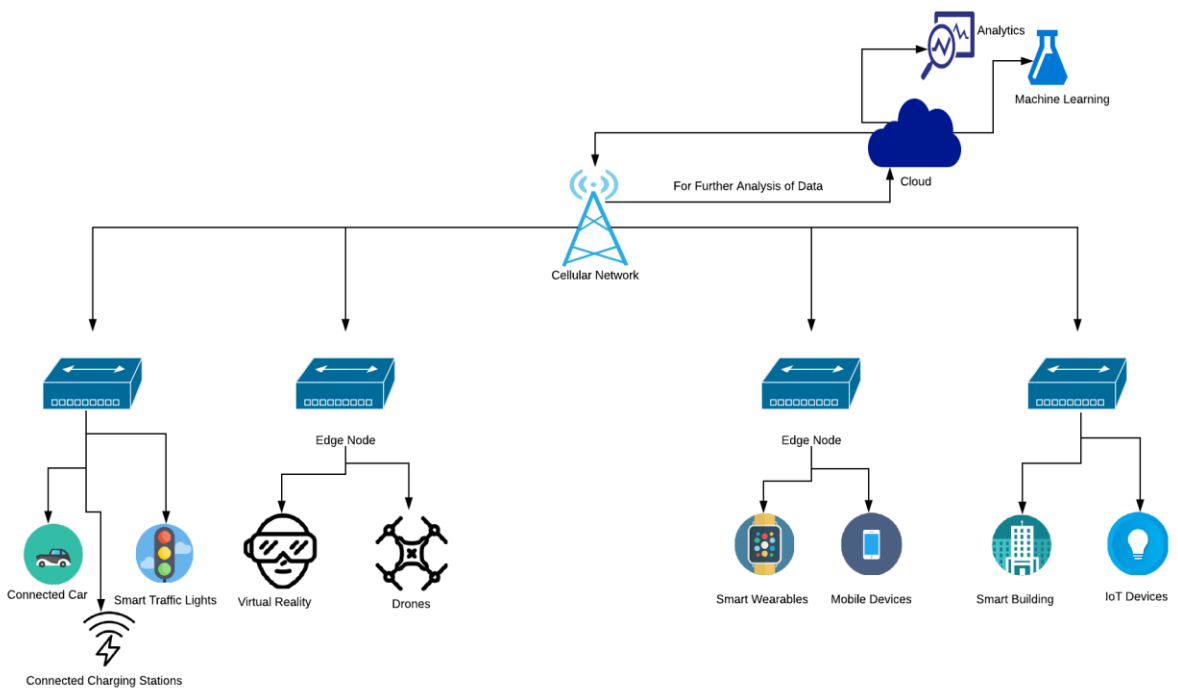 Analytics
Machine Learning
Cloud
For Further Analysis of Data
Cellular Network
Edge Node
Edge Node
Connected Car
Smart Traffic Lights
Virtual Reality
Drones
Smart Wearables
Mobile Devices
Smart Building
IoT Devices
Connected Charging Stations